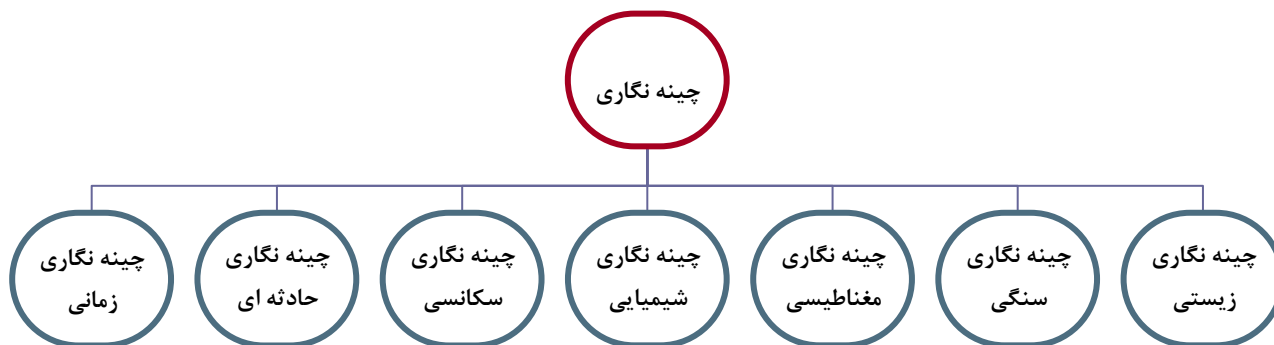 چینه نگاری
چینه نگاری
زیستی
چینه نگاری
سنگی
چینه نگاری
مغناطیسی
چینه نگاری
شیمیایی
چینه نگاری
سکانسی
چینه نگاری
حادثه ای
چینه نگاری
زمانی